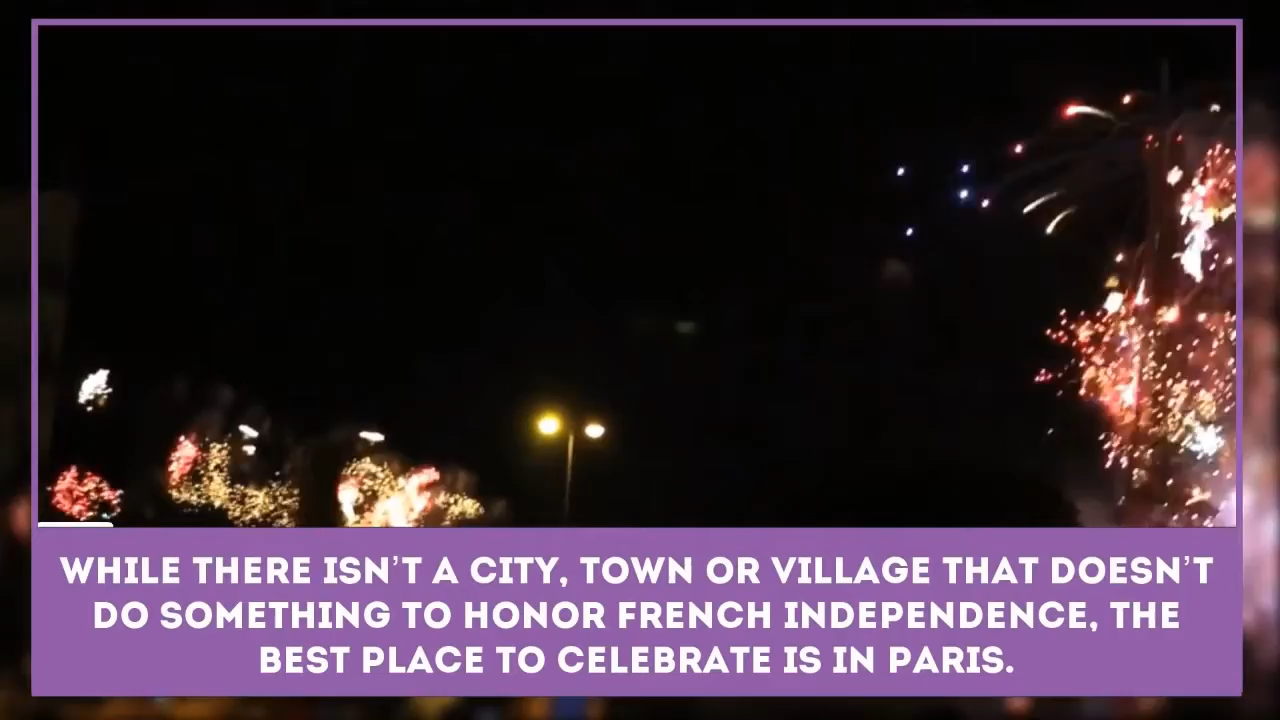 WHILE THERE ISN'T A CITY, TOWN OR VILLAGE THAT DOESN'T
DO SOMETHING TO HONOR FRENCH INDEPENDENCE, THE
BEST PLACE TO CELEBRATE IS IN PARIS.